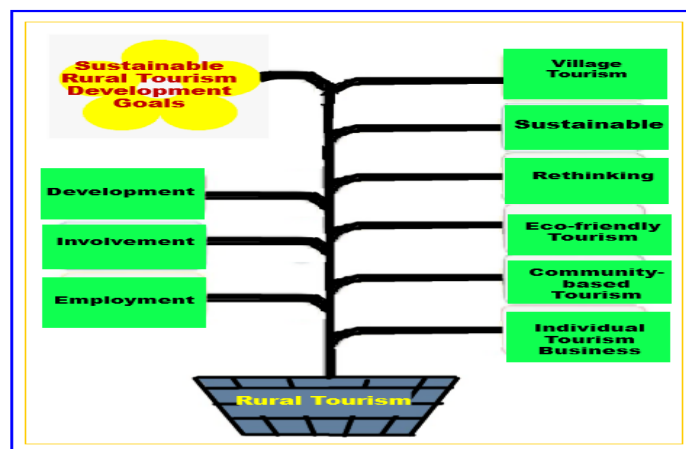 Sustainable
Rural Tourism
Development
Goals
Development
Involvement
Employment
Village
Tourism
Sustainable
Rethinking
Eco-friendly
Tourism
Community-
based
Tourism
Individual
Tourism
Business
Rural Tourism